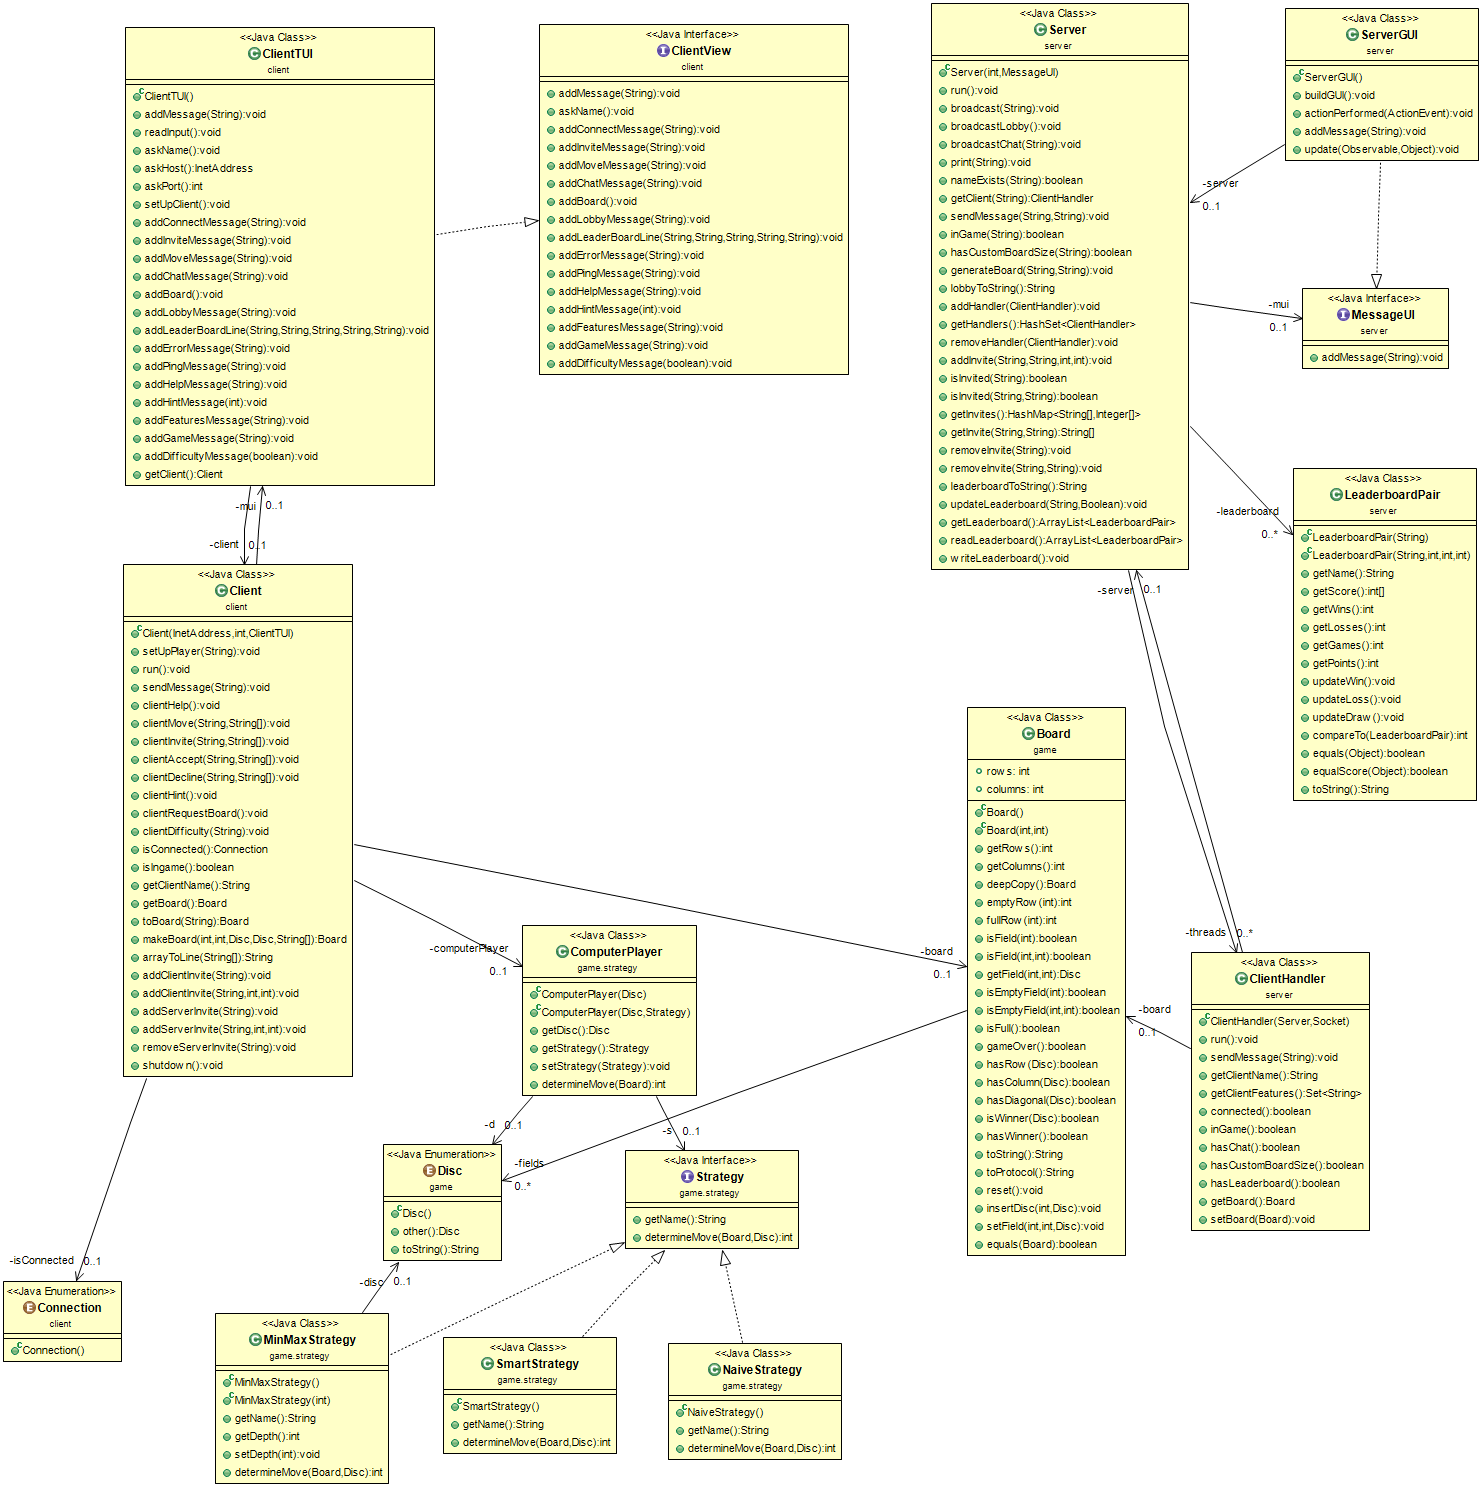 <<Java Class>>
ClientTUI
client
ClientTUI()
addMessage(String):void
readInput():void
askName():void
askHost():InetAddress
askPort():int
setUpClient():void
addConnectMessage(String):void
addInviteMessage(String):void
addMoveMessage(String):void
addChatMessage(String):void
addBoard():void
addLobbyMessage(String):void
addLeaderBoardLine(String,String,String,String,String):void
addErrorMessage(String):void
addPingMessage(String):void
addHelpMessage(String):void
addHintMessage(int):void
addFeaturesMessage(String):void
addGameMessage(String):void
addDifficultyMessage(boolean):void
getClient():Client
<<Java Interface>>
ClientView
client
addMessage(String):void
askName():void
addConnectMessage(String):void
addInviteMessage(String):void
addMoveMessage(String):void
addChatMessage(String):void
addBoard():void
addLobbyMessage(String):void
addLeaderBoardLine(String,String,String,String,String):void
addErrorMessage(String):void
addPingMessage(String):void
addHelpMessage(String):void
addHintMessage(int):void
addFeaturesMessage(String):void
addGameMessage(String):void
addDifficultyMessage(boolean):void
<<Java Class>>
Server
server
Server(int,MessageUI)
run():void
broadcast(String):void
broadcastLobby():void
broadcastChat(String):void
print(String):void
nameExists(String):boolean
getClient(String):ClientHandler
sendMessage(String,String):void
inGame(String):boolean
hasCustomBoardSize(String):boolean
generateBoard(String,String):void
lobbyToString():String
addHandler(ClientHandler):void
getHandlers():HashSet<ClientHandler>
removeHandler(ClientHandler):void
addInvite(String,String,int,int):void
isInvited(String):boolean
isInvited(String,String):boolean
getInvites():HashMap<String[],Integer[]>
getInvite(String,String):String[]
removeInvite(String):void
removeInvite(String,String):void
leaderboardToString():String
updateLeaderboard(String,Boolean):void
getLeaderboard():ArrayList<LeaderboardPair>
readLeaderboard():ArrayList<LeaderboardPair>
writeLeaderboard():void
<<Java Class>>
ServerGUI
server
ServerGUI()
buildGUI():void
actionPerformed(ActionEvent):void
addMessage(String):void
update(Observable,Object):void
-server
0..1
-mui
0..1
<<Java Interface>>
MessageUI
server
addMessage(String):void
-leaderboard
0..*
<<Java Class>>
LeaderboardPair
server
LeaderboardPair(String)
LeaderboardPair(String,int,int,int)
getName():String
getScore():int[]
getWins():int
getLosses():int
getGames():int
getPoints():int
updateWin():void
updateLoss():void
updateDraw():void
compareTo(LeaderboardPair):int
equals(Object):boolean
equalScore(Object):boolean
toString():String
-mui
0..1
-client
0..1
<<Java Class>>
Client
client
Client(InetAddress,int,ClientTUI)
setUpPlayer(String):void
run():void
sendMessage(String):void
clientHelp():void
clientMove(String,String[]):void
clientInvite(String,String[]):void
clientAccept(String,String[]):void
clientDecline(String,String[]):void
clientHint():void
clientRequestBoard():void
clientDifficulty(String):void
isConnected():Connection
isIngame():boolean
getClientName():String
getBoard():Board
toBoard(String):Board
makeBoard(int,int,Disc,Disc,String[]):Board
arrayToLine(String[]):String
addClientInvite(String):void
addClientInvite(String,int,int):void
addServerInvite(String):void
addServerInvite(String,int,int):void
removeServerInvite(String):void
shutdown():void
-server
0..1
<<Java Class>>
Board
game
rows: int
columns: int
Board()
Board(int,int)
getRows():int
getColumns():int
deepCopy():Board
emptyRow(int):int
fullRow(int):int
isField(int):boolean
isField(int,int):boolean
getField(int,int):Disc
isEmptyField(int):boolean
isEmptyField(int,int):boolean
isFull():boolean
gameOver():boolean
hasRow(Disc):boolean
hasColumn(Disc):boolean
hasDiagonal(Disc):boolean
isWinner(Disc):boolean
hasWinner():boolean
toString():String
toProtocol():String
reset():void
insertDisc(int,Disc):void
setField(int,int,Disc):void
equals(Board):boolean
-threads
0..*
<<Java Class>>
ClientHandler
server
ClientHandler(Server,Socket)
run():void
sendMessage(String):void
getClientName():String
getClientFeatures():Set<String>
connected():boolean
inGame():boolean
hasChat():boolean
hasCustomBoardSize():boolean
hasLeaderboard():boolean
getBoard():Board
setBoard(Board):void
-board
0..1
-board
0..1
-computerPlayer
0..1
<<Java Class>>
ComputerPlayer
game.strategy
ComputerPlayer(Disc)
ComputerPlayer(Disc,Strategy)
getDisc():Disc
getStrategy():Strategy
setStrategy(Strategy):void
determineMove(Board):int
-d
0..1
-s
0..1
-fields
0..*
<<Java Enumeration>>
Disc
game
Disc()
other():Disc
toString():String
<<Java Interface>>
Strategy
game.strategy
getName():String
determineMove(Board,Disc):int
-isConnected
0..1
<<Java Enumeration>>
Connection
client
Connection()
-disc
0..1
<<Java Class>>
MinMaxStrategy
game.strategy
MinMaxStrategy()
MinMaxStrategy(int)
getName():String
getDepth():int
setDepth(int):void
determineMove(Board,Disc):int
<<Java Class>>
SmartStrategy
game.strategy
SmartStrategy()
getName():String
determineMove(Board,Disc):int
<<Java Class>>
NaiveStrategy
game.strategy
NaiveStrategy()
getName():String
determineMove(Board,Disc):int